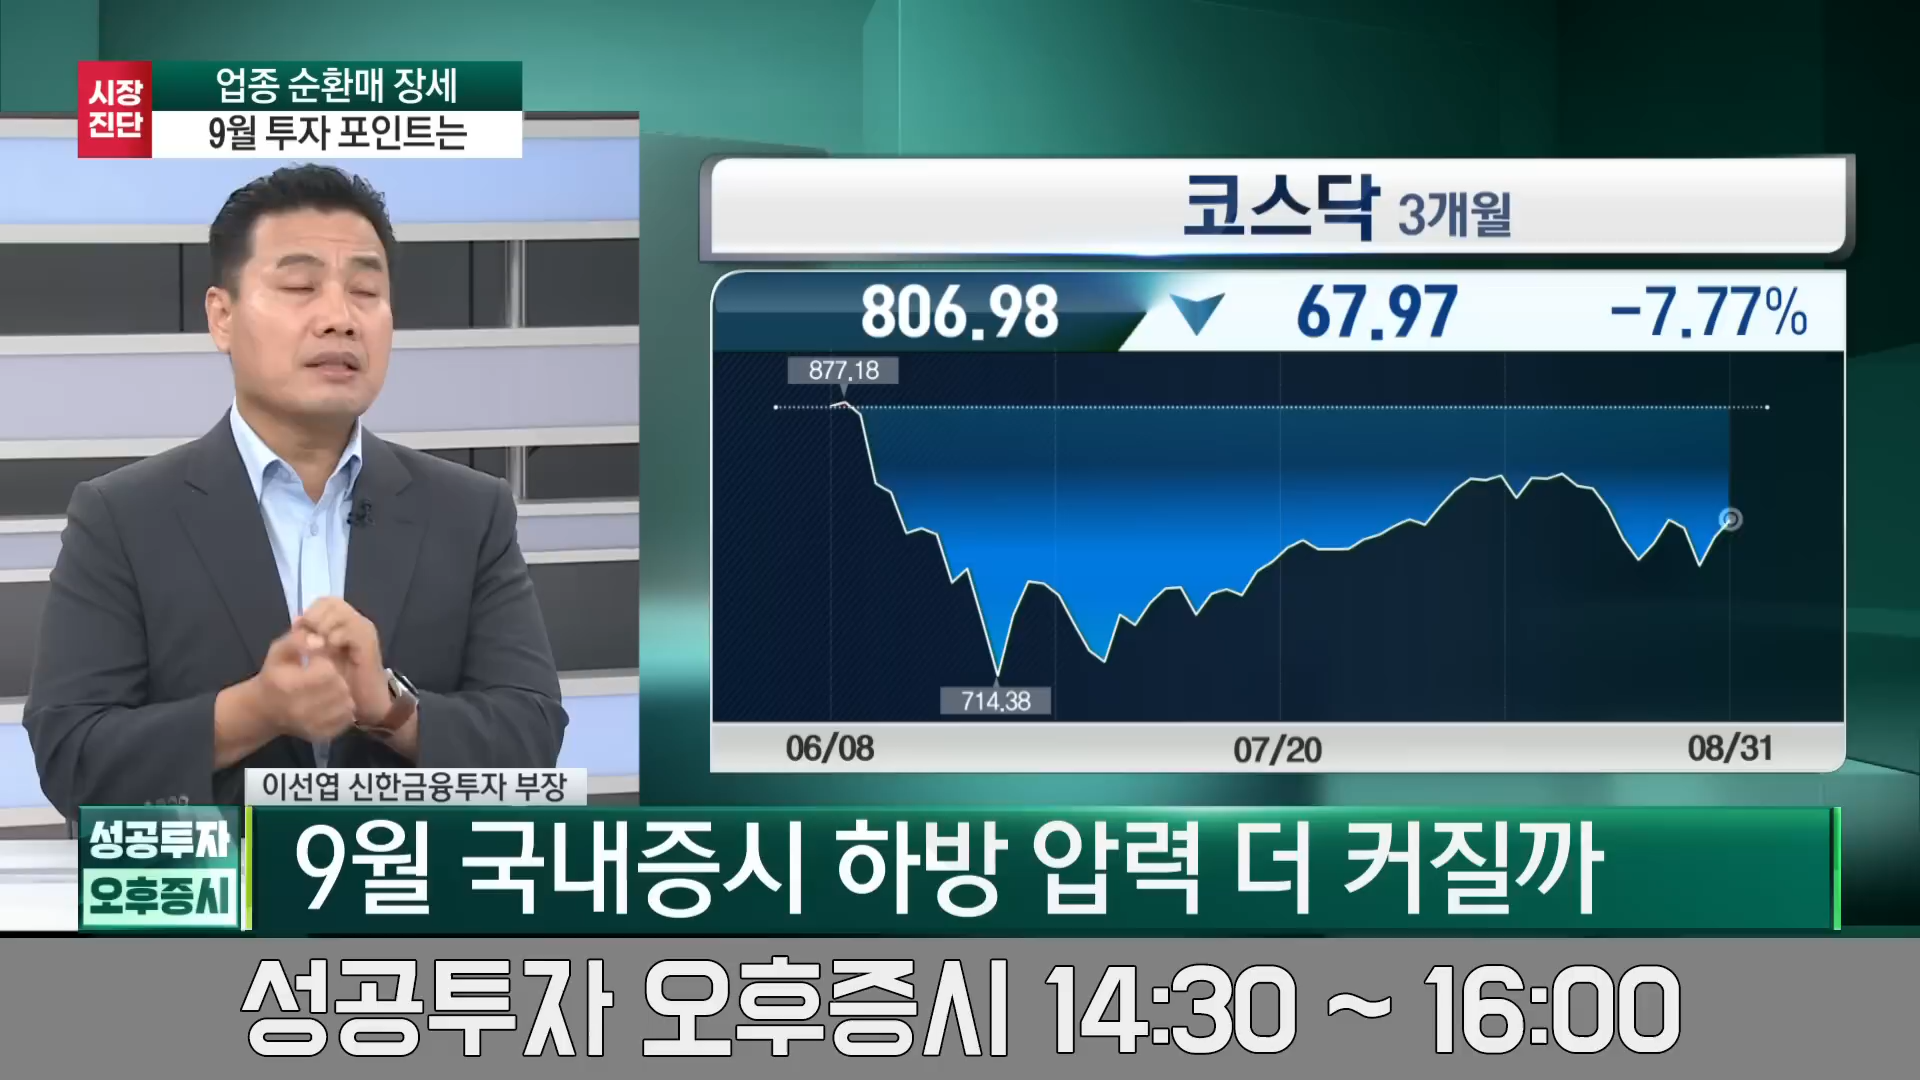 시장
진단
업종 순환매 장세
9월 투자 포인트는
코스닥 3개월
806.98 67.97 -7.77%
877.18
714.38
06/08 07/20 08/31
이선엽 신한금융투자 부장
성공투자
오후증시
9월 국내증시 하방 압력 더 커질까
성공투자 오후증시 14:30 ~ 16:00